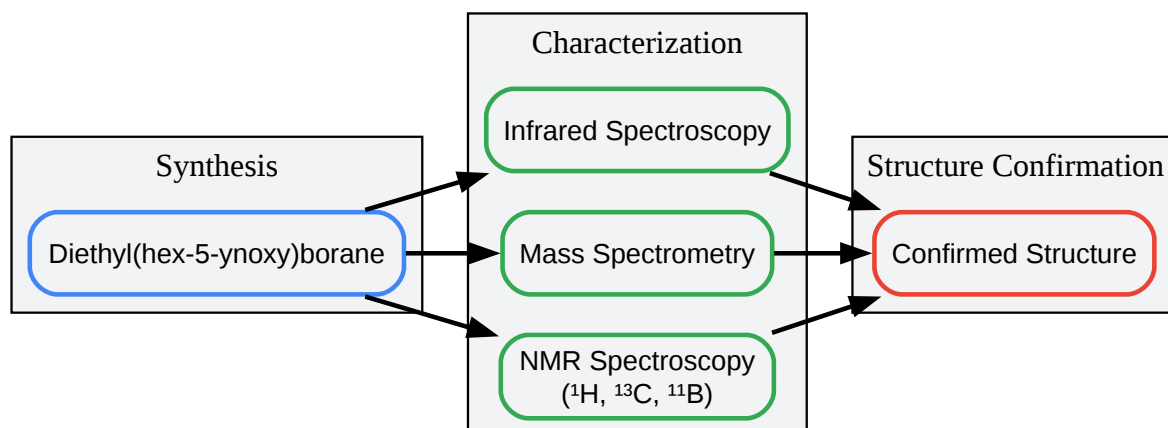 Characterization
Infrared Spectroscopy
Synthesis
Structure Confirmation
Diethyl(hex-5-ynoxy)borane
Mass Spectrometry
Confirmed Structure
NMR Spectroscopy
(¹H, ¹³C, ¹¹B)